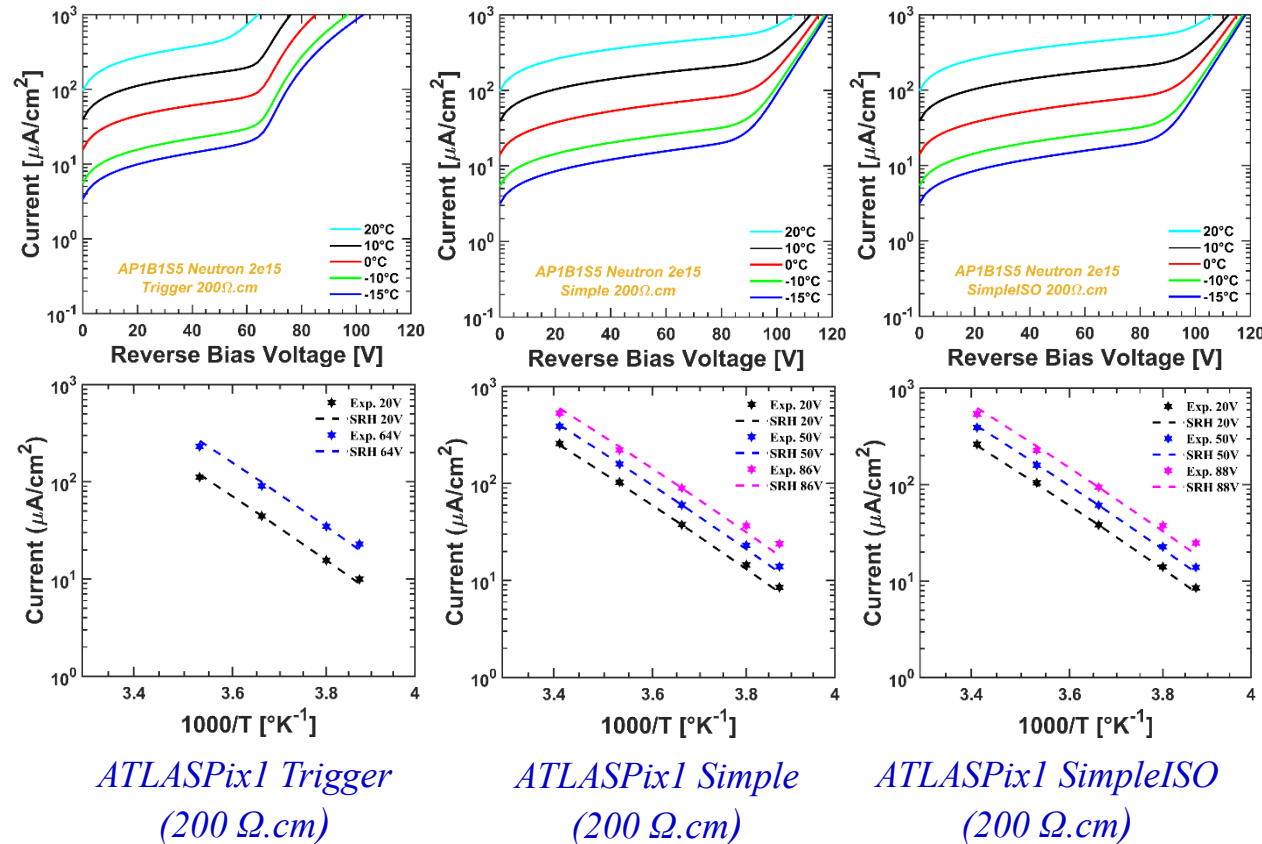 Current [μA/cm²]
10³
10²
10¹
10⁰
10⁻¹
20°C
10°C
0°C
-10°C
-15°C
AP1B1S5 Neutron 2e15
Trigger 200Ω.cm
0 20 40 60 80 100 120
Reverse Bias Voltage [V]
Current [μA/cm²]
10³
10²
10¹
10⁰
10⁻¹
20°C
10°C
0°C
-10°C
-15°C
AP1B1S5 Neutron 2e15
Simple 200Ω.cm
0 20 40 60 80 100 120
Reverse Bias Voltage [V]
Current [μA/cm²]
10³
10²
10¹
10⁰
10⁻¹
20°C
10°C
0°C
-10°C
-15°C
AP1B1S5 Neutron 2e15
SimpleISO 200Ω.cm
0 20 40 60 80 100 120
Reverse Bias Voltage [V]
Current (μA/cm²)
10³
10²
10¹
10⁰
Exp. 20V
SRH 20V
Exp. 64V
SRH 64V
3.4 3.6 3.8 4
1000/T [°K⁻¹]
Current (μA/cm²)
10³
10²
10¹
10⁰
Exp. 20V
SRH 20V
Exp. 50V
SRH 50V
Exp. 86V
SRH 86V
3.4 3.6 3.8 4
1000/T [°K⁻¹]
Current (μA/cm²)
10³
10²
10¹
10⁰
Exp. 20V
SRH 20V
Exp. 50V
SRH 50V
Exp. 88V
SRH 88V
3.4 3.6 3.8 4
1000/T [°K⁻¹]
ATLASPix1 Trigger
(200 Ω.cm)
ATLASPix1 Simple
(200 Ω.cm)
ATLASPix1 SimpleISO
(200 Ω.cm)